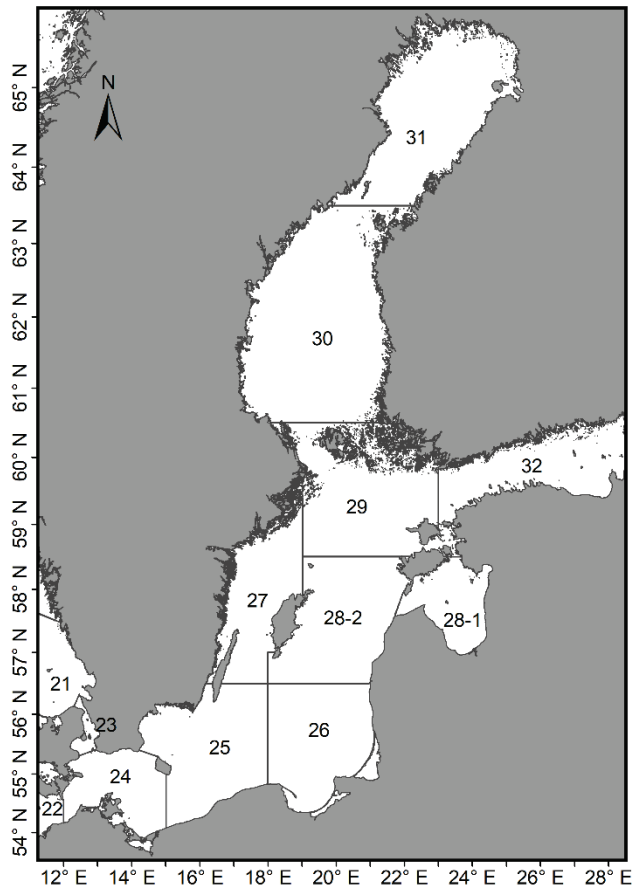 N
65° N
64° N
63° N
62° N
61° N
60° N
59° N
58° N
57° N
56° N
55° N
54° N
31
30
32
29
27
28-2
28-1
21
23
25
26
24
22
12° E
14° E
16° E
18° E
20° E
22° E
24° E
26° E
28° E